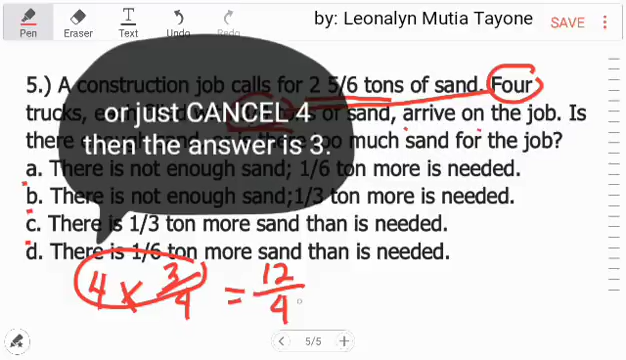 Pen
Eraser
Text
Undo
Redo
by: Leonalyn Mutia Tayone
SAVE
5.) A construction job calls for 2 5/6 tons of sand. Four
trucks, of sand, arrive on the job. Is
there too much sand for the job?
or just CANCEL 4
then the answer is 3.
a. There is not enough sand; 1/6 ton more is needed.
b. There is not enough sand;1/3 ton more is needed.
c. There is 1/3 ton more sand than is needed.
d. There is 1/6 ton more sand than is needed.
4 x 3/4 = 12/4
5/5